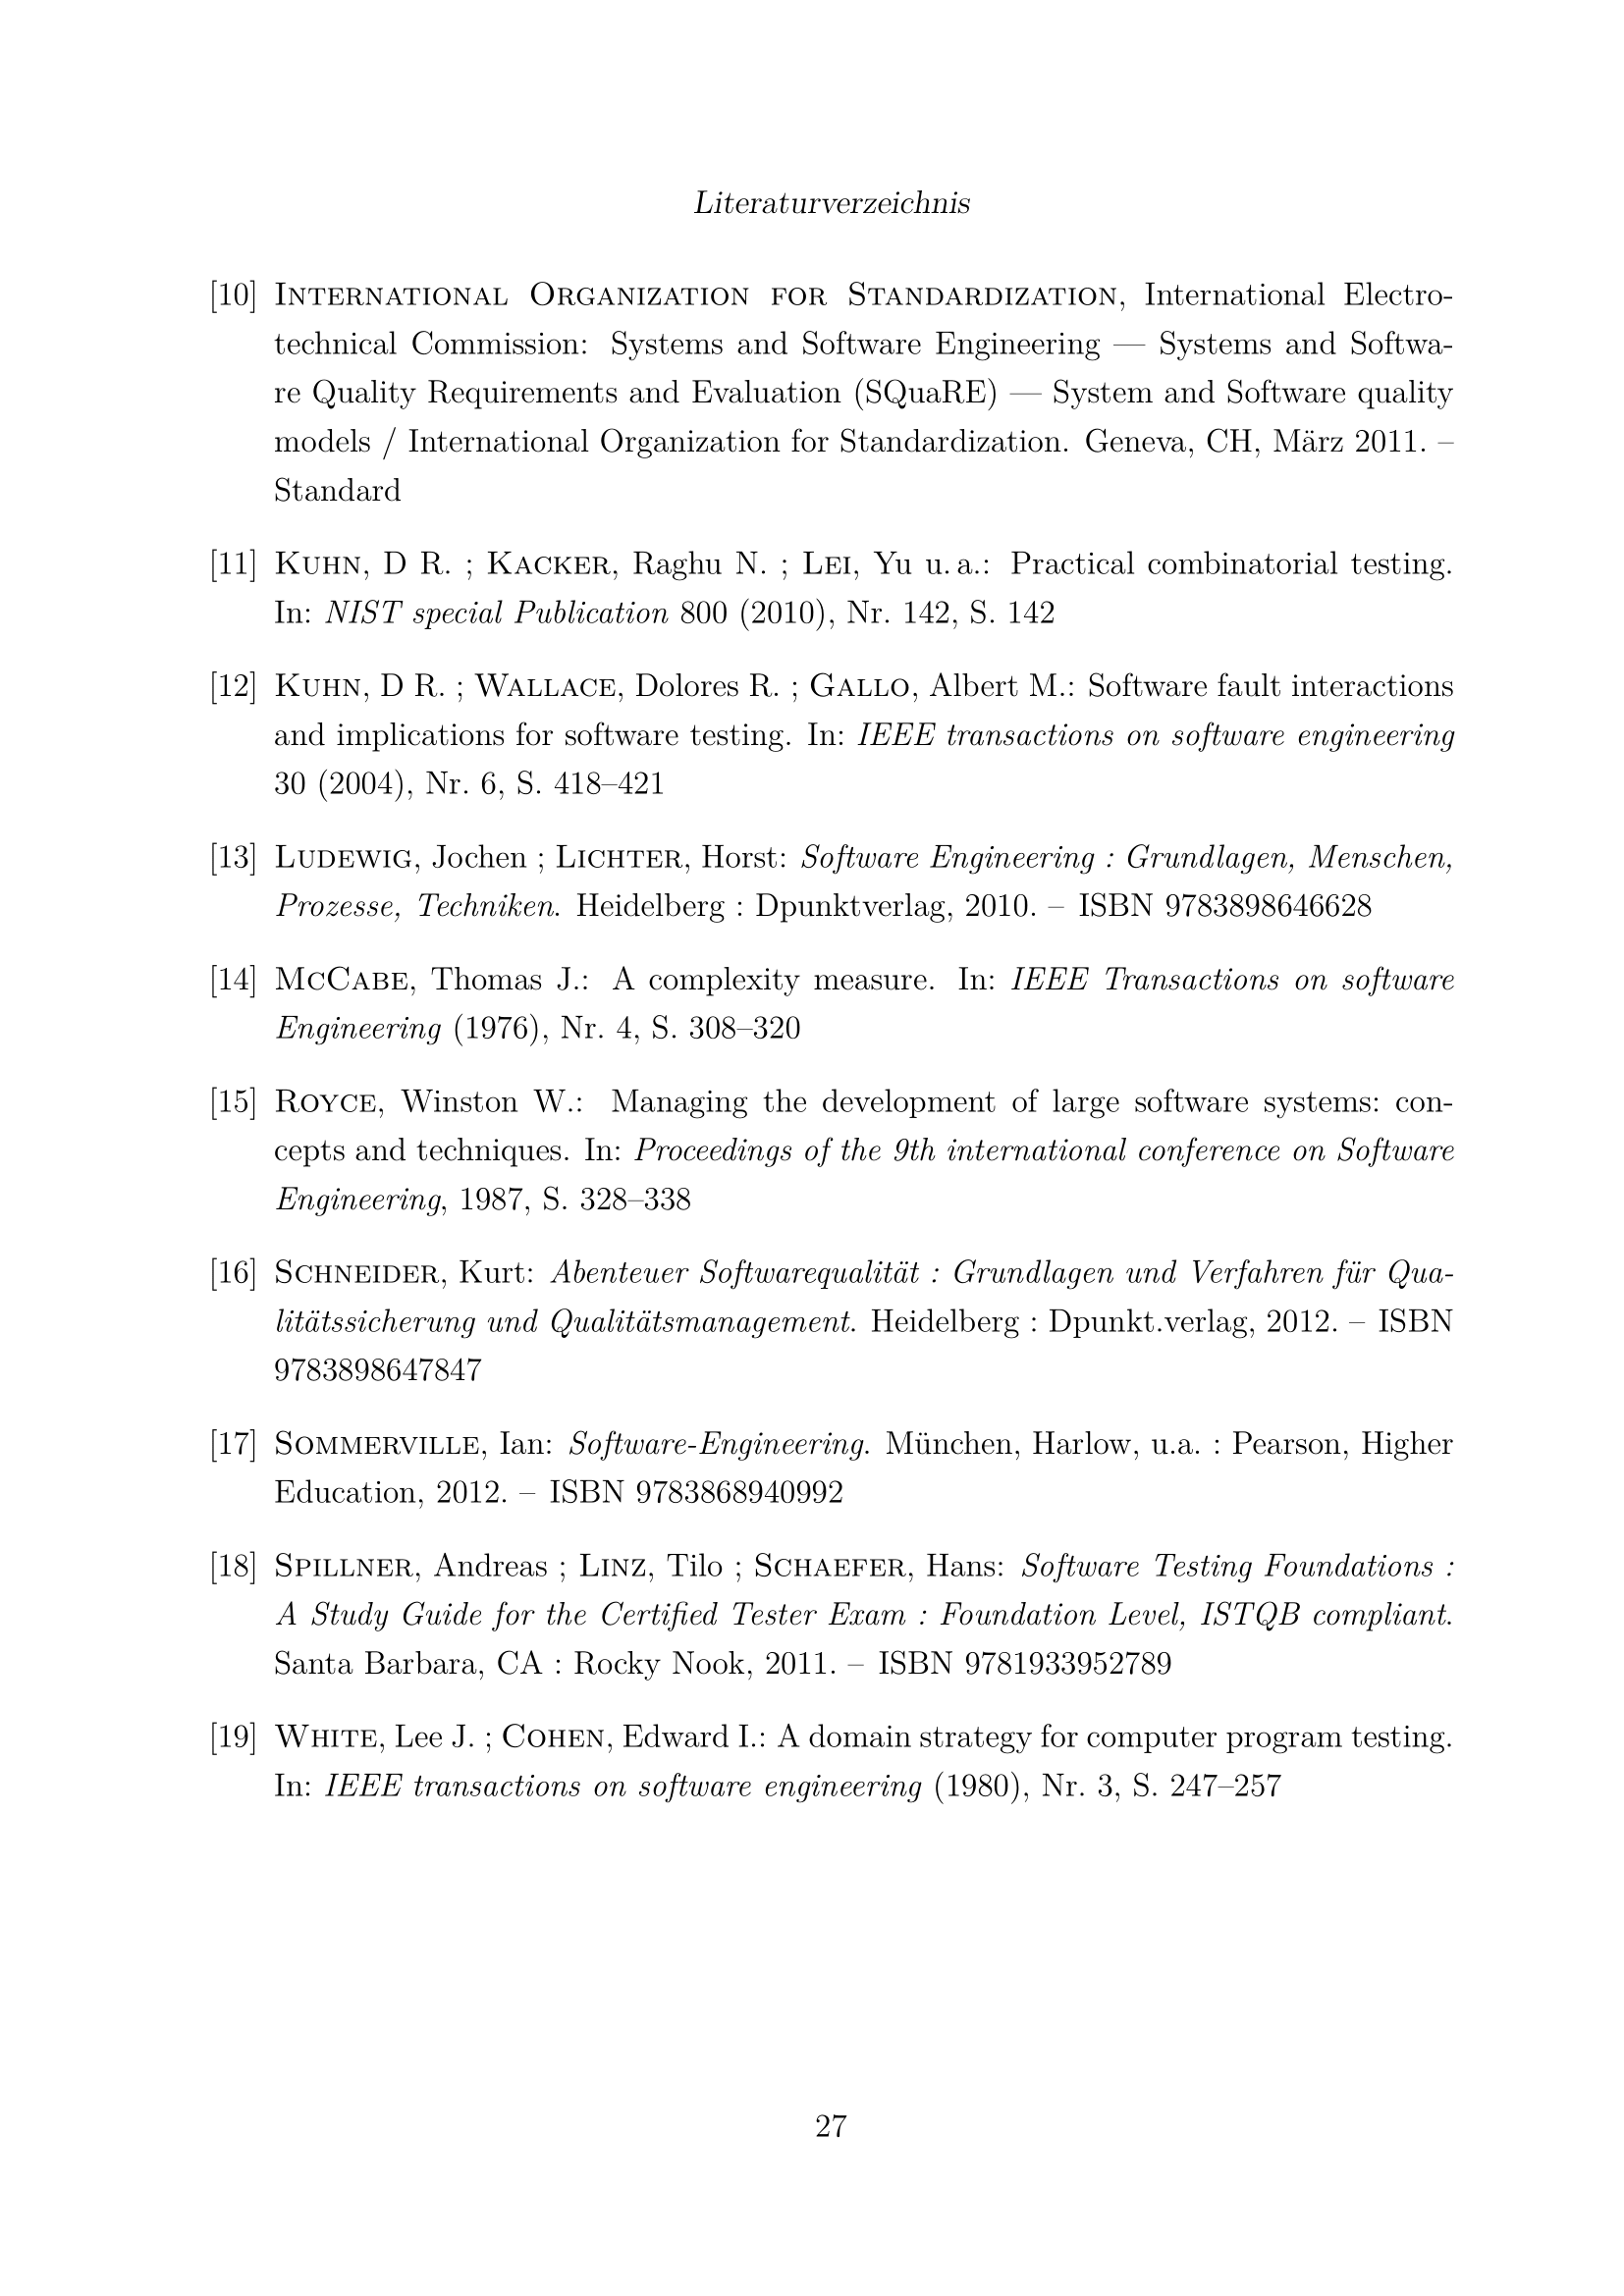 Literaturverzeichnis
[10] International Organization for Standardization, International Electro-
technical Commission: Systems and Software Engineering — Systems and Softwa-
re Quality Requirements and Evaluation (SQuaRE) — System and Software quality
models / International Organization for Standardization. Geneva, CH, März 2011. –
Standard
[11] Kuhn, D R. ; Kacker, Raghu N. ; Lei, Yu u. a.: Practical combinatorial testing.
In: NIST special Publication 800 (2010), Nr. 142, S. 142
[12] Kuhn, D R. ; Wallace, Dolores R. ; Gallo, Albert M.: Software fault interactions
and implications for software testing. In: IEEE transactions on software engineering
30 (2004), Nr. 6, S. 418–421
[13] Ludewig, Jochen ; Lichter, Horst: Software Engineering : Grundlagen, Menschen,
Prozesse, Techniken. Heidelberg : Dpunktverlag, 2010. – ISBN 9783898646628
[14] McCabe, Thomas J.: A complexity measure. In: IEEE Transactions on software
Engineering (1976), Nr. 4, S. 308–320
[15] Royce, Winston W.: Managing the development of large software systems: con-
cepts and techniques. In: Proceedings of the 9th international conference on Software
Engineering, 1987, S. 328–338
[16] Schneider, Kurt: Abenteuer Softwarequalität : Grundlagen und Verfahren für Qua-
litätssicherung und Qualitätsmanagement. Heidelberg : Dpunkt.verlag, 2012. – ISBN
9783898647847
[17] Sommerville, Ian: Software-Engineering. München, Harlow, u.a. : Pearson, Higher
Education, 2012. – ISBN 9783868940992
[18] Spillner, Andreas ; Linz, Tilo ; Schaefer, Hans: Software Testing Foundations :
A Study Guide for the Certified Tester Exam : Foundation Level, ISTQB compliant.
Santa Barbara, CA : Rocky Nook, 2011. – ISBN 9781933952789
[19] White, Lee J. ; Cohen, Edward I.: A domain strategy for computer program testing.
In: IEEE transactions on software engineering (1980), Nr. 3, S. 247–257
27